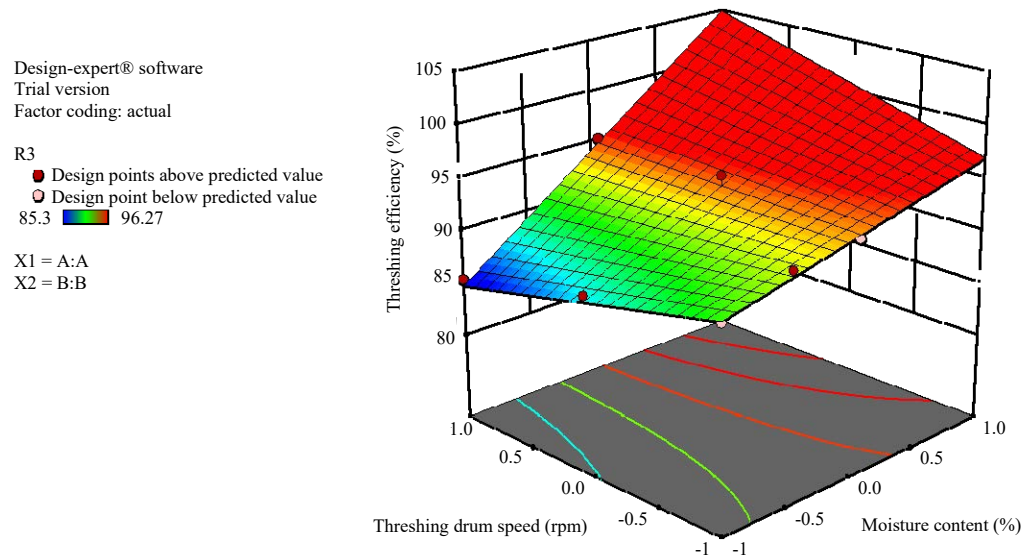 Design-expert® software
Trial version
Factor coding: actual
R3
Design points above predicted value
Design point below predicted value
85.3 96.27
X1 = A:A
X2 = B:B
Threshing efficiency (%)
105
100
95
90
85
80
1.0
0.5
0.0
-0.5
-1
Threshing drum speed (rpm)
-1
-0.5
0.0
0.5
1.0
Moisture content (%)